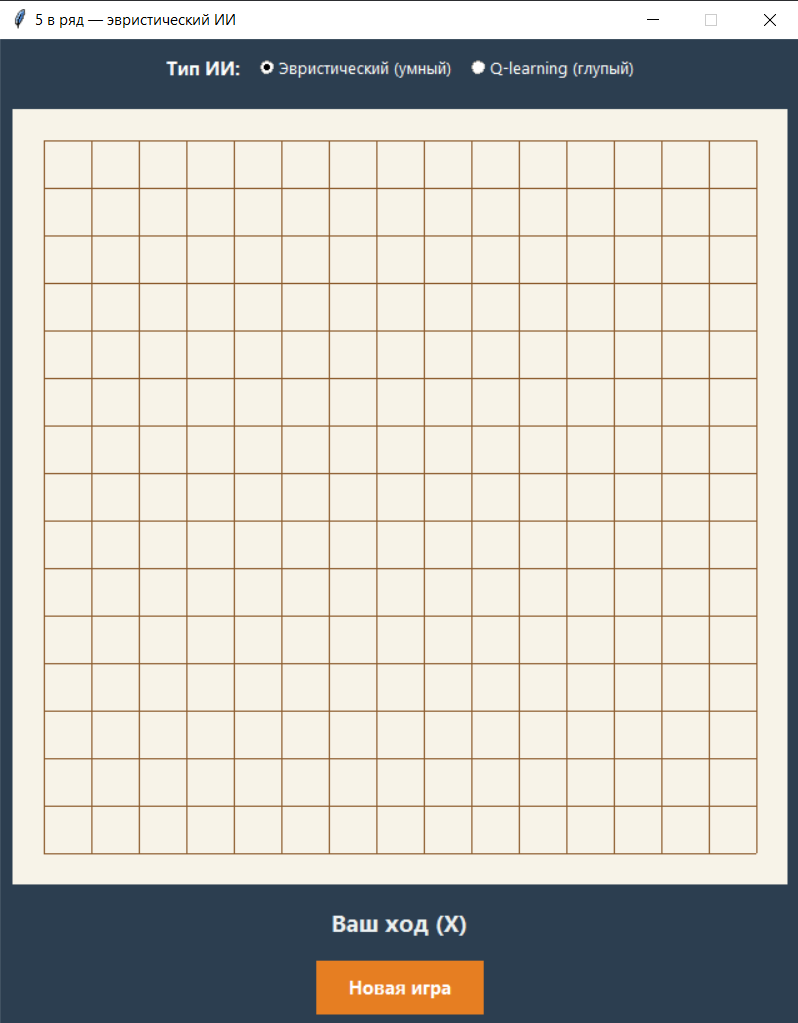 5 в ряд — эвристический ИИ
Тип ИИ: Эвристический (умный) Q-learning (глупый)
Ваш ход (X)
Новая игра